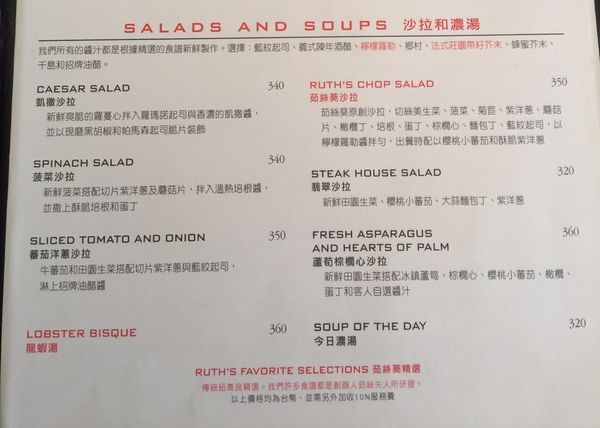 SALADS AND SOUPS 沙拉和濃湯
我們所有的醬汁都是根據精選的食譜新鮮製作。選擇：藍紋起司、義式陳年酒醋、檸檬羅勒、鄉村、法式莊園帶籽芥末、蜂蜜芥末、
千島和招牌油醋。
CAESAR SALAD 340
凱撒沙拉
新鮮爽脆的羅蔓心拌入羅瑪諾起司與香濃的凱撒醬，
並以現磨黑胡椒和帕馬森起司脆片裝飾
SPINACH SALAD 340
菠菜沙拉
新鮮菠菜搭配切片紫洋蔥及蘑菇片，拌入溫熱培根醬，
並撒上酥脆培根和蛋丁
SLICED TOMATO AND ONION 350
蕃茄洋蔥沙拉
牛蕃茄和田園生菜搭配切片紫洋蔥與藍紋起司，
淋上招牌油醋醬
LOBSTER BISQUE 360
龍蝦湯
RUTH'S CHOP SALAD 350
茹絲葵沙拉
茹絲葵原創沙拉，切絲美生菜、菠菜、菊苣、紫洋蔥、蘑菇
片、橄欖丁、培根、蛋丁、棕櫚心、麵包丁、藍紋起司，以
檸檬羅勒醬拌勻，出餐時配以櫻桃小蕃茄和酥脆紫洋蔥
STEAK HOUSE SALAD 320
翡翠沙拉
新鮮田園生菜、櫻桃小蕃茄、大蒜麵包丁、紫洋蔥
FRESH ASPARAGUS
AND HEARTS OF PALM 360
蘆荀棕櫚心沙拉
新鮮田園生菜搭配冰鎮蘆筍、棕櫚心、櫻桃小蕃茄、橄欖、
蛋丁和客人自選醬汁
SOUP OF THE DAY 320
今日濃湯
RUTH'S FAVORITE SELECTIONS 茹絲葵精選
傳統紐奧良精選。我們許多食譜都是創辦人茹絲夫人所研發。
以上價格均為台幣，並需另外加收10%服務費